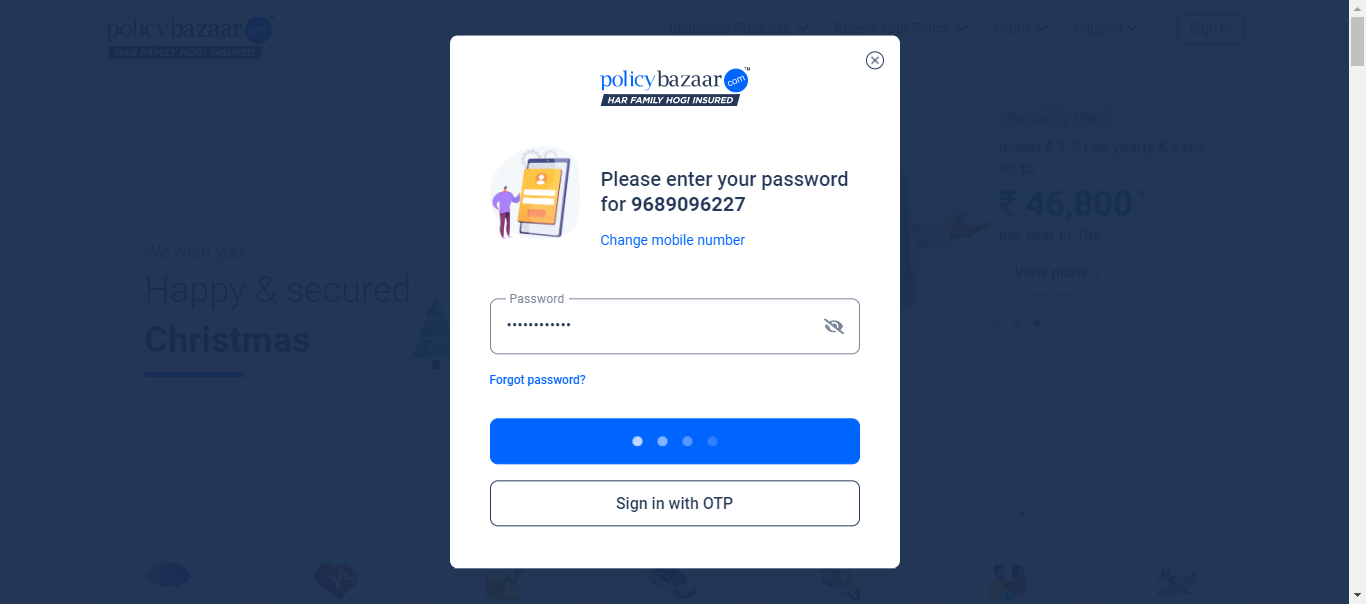 policybazaar com
HAR FAMILY HOGI INSURED
Insurance Products
Renew Your Policy
Claim
Support
Sign in
policybazaar com ™
HAR FAMILY HOGI INSURED
Please enter your password
for 9689096227
Change mobile number
Password
••••••••••••
Forgot password?
Sign in with OTP
We wish you
Happy & secured
Christmas
Tax Saving Plans
Invest ₹ 1.5 Lac yearly & save
up to
₹ 46,800*
per year in Tax
View plans ›